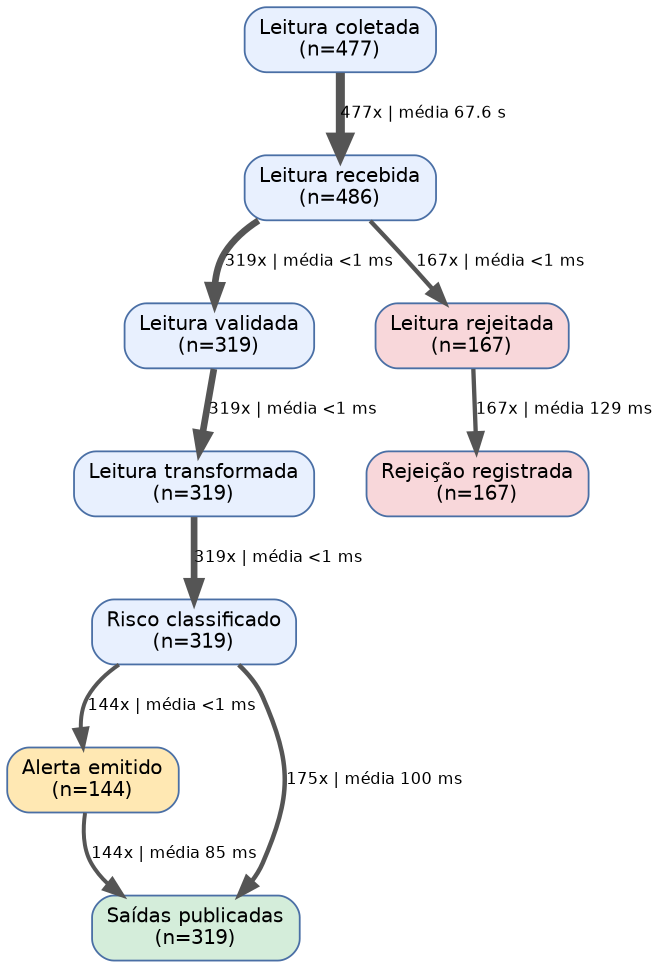 Leitura coletada
(n=477)
477x | média 67.6 s
Leitura recebida
(n=486)
319x | média <1 ms
167x | média <1 ms
Leitura validada
(n=319)
Leitura rejeitada
(n=167)
319x | média <1 ms
167x | média 129 ms
Leitura transformada
(n=319)
Rejeição registrada
(n=167)
319x | média <1 ms
Risco classificado
(n=319)
144x | média <1 ms
Alerta emitido
(n=144)
175x | média 100 ms
144x | média 85 ms
Saídas publicadas
(n=319)